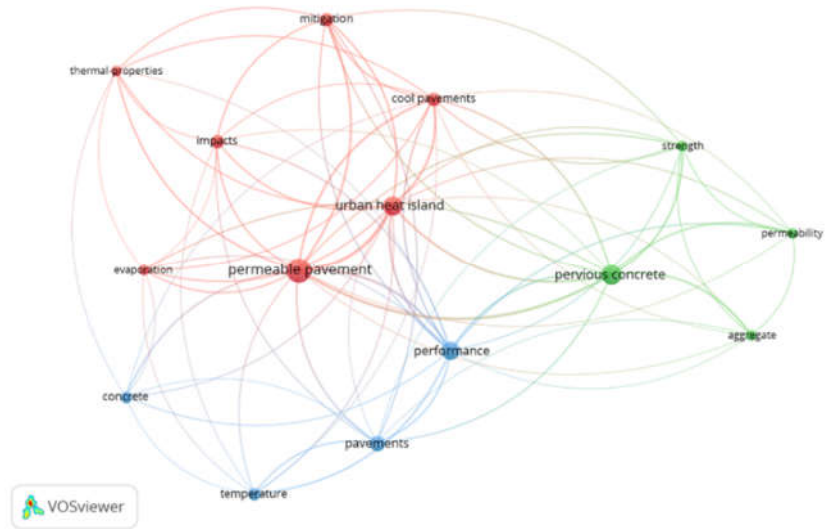 mitigation
thermal-properties
cool pavements
impacts
strength
urban heat island
permeability
evaporation
permeable pavement
pervious concrete
aggregate
performance
concrete
pavements
temperature
VOSviewer